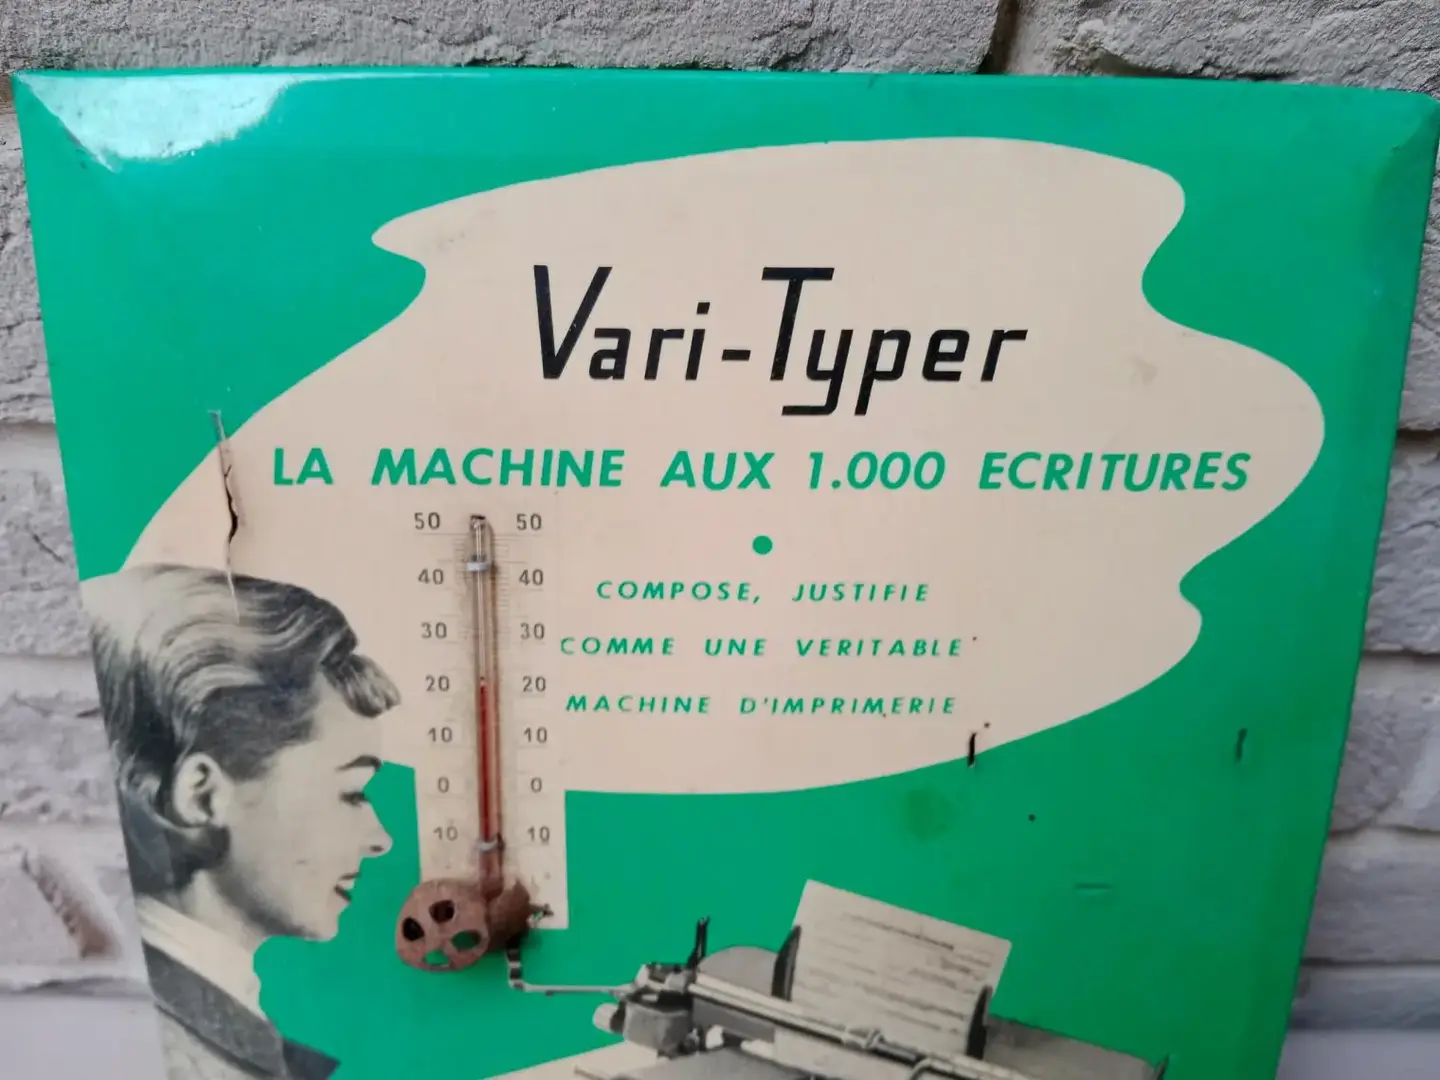 Vari-Typer
LA MACHINE AUX 1.000 ECRITURES
COMPOSE, JUSTIFIE
COMME UNE VERITABLE
MACHINE D'IMPRIMERIE
50 50
40 40
30 30
20 20
10 10
0 0
10 10